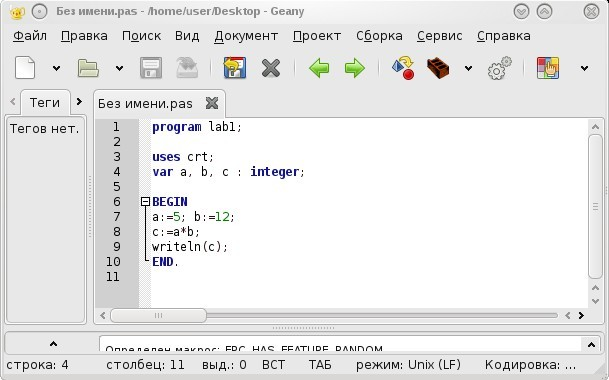 Без имени.pas - /home/user/Desktop - Geany
Файл Правка Поиск Вид Документ Проект Сборка Сервис Справка
Теги Без имени.pas
Тегов нет.
1 program lab1;
2
3 uses crt;
4 var a, b, c : integer;
5
6 BEGIN
7 a:=5; b:=12;
8 c:=a*b;
9 writeln(c);
10 END.
11
Определен макрос: FPC_HAS_FEATURE_RANDOM
строка: 4 столбец: 11 выд.: 0 ВСТ ТАБ режим: Unix (LF) Кодировка: ...